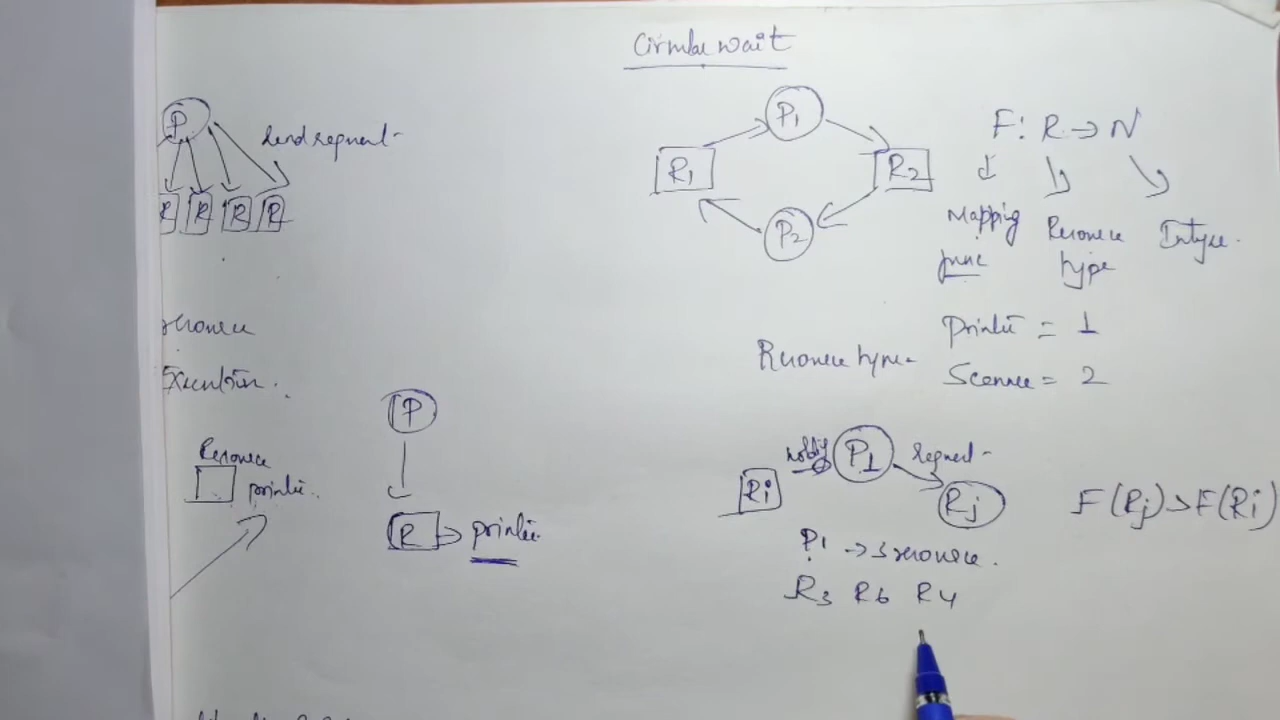 Circular wait
P
Send request
R R R R
P1
R1 R2
P2
F: R → N
Mapping func
Resource type
Integer.
Resource type -
Printer = 1
Scanner = 2
Execution.
Resource
printer.
P
R → printer.
holding P1 request
Ri Rj
F(Rj) > F(Ri)
P1 → 3 resource.
R3 R6 R4